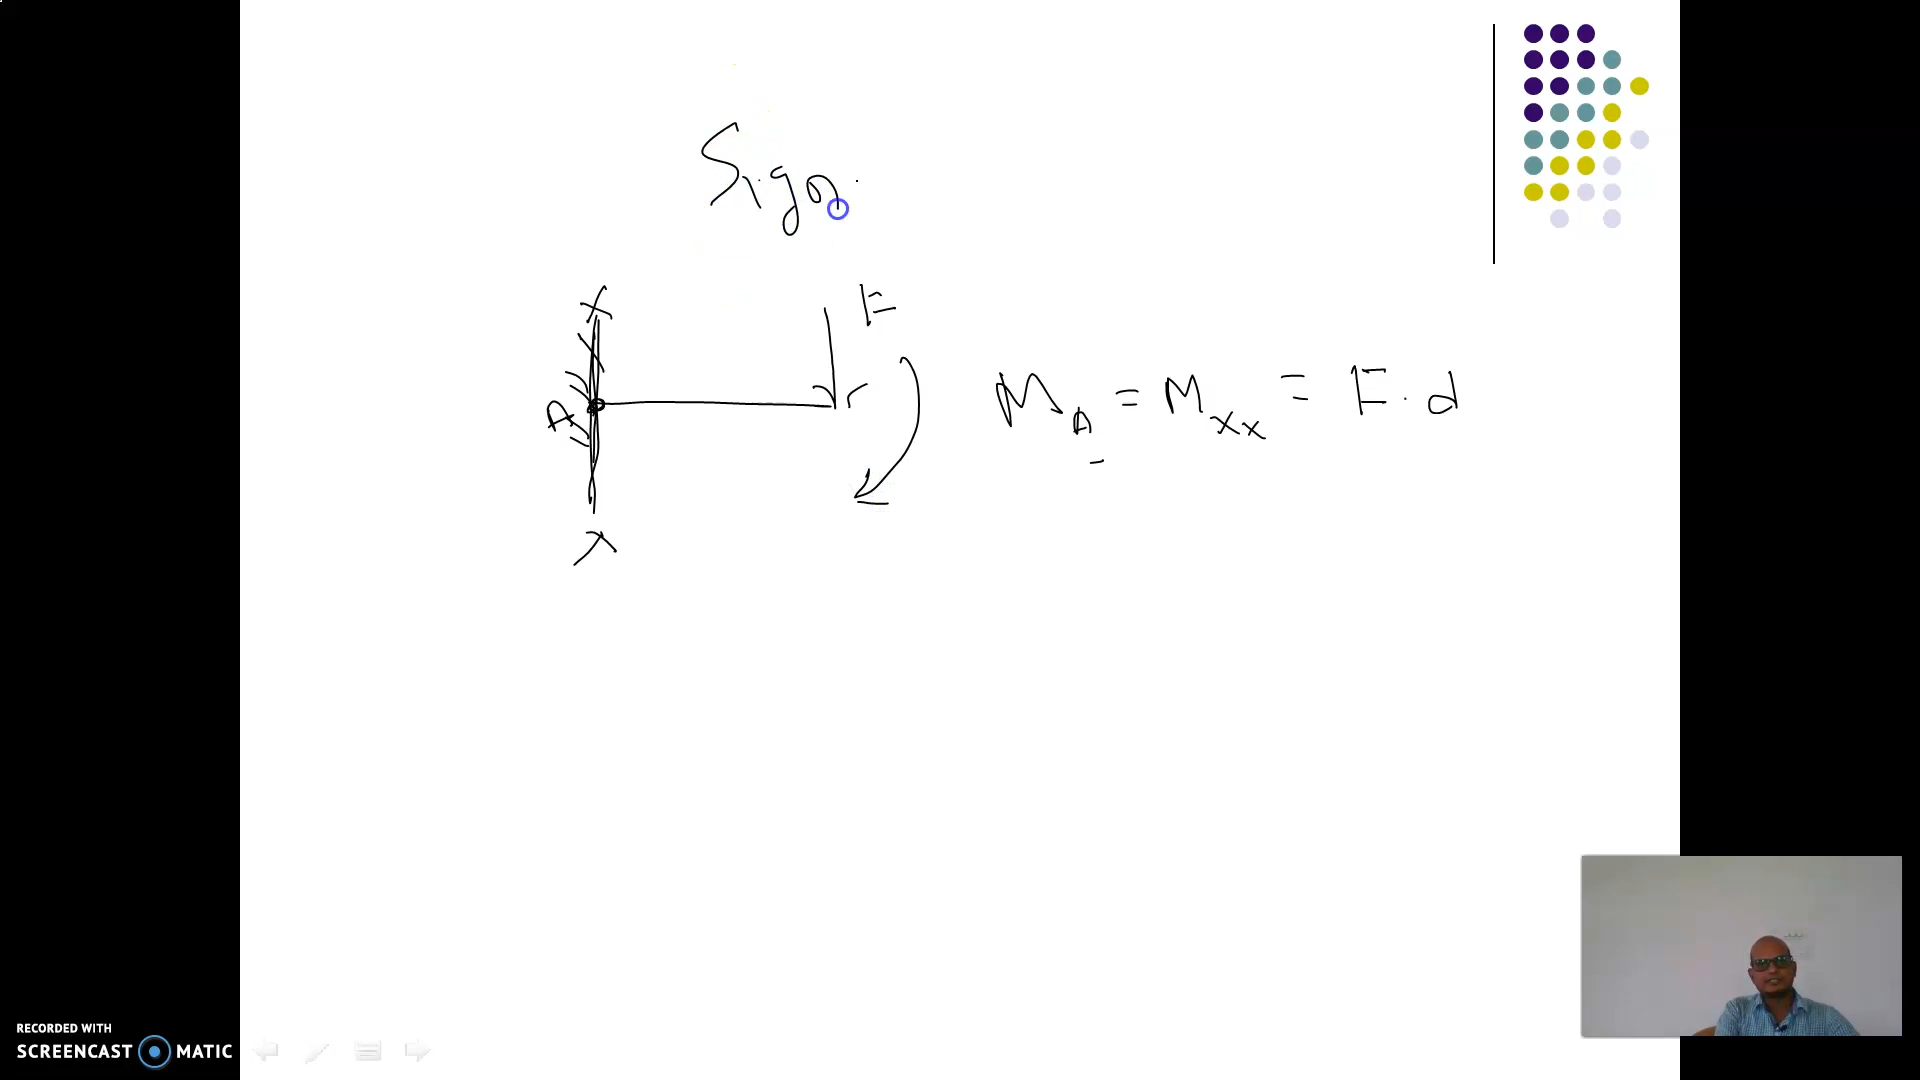 Sign
X
F
A
M_A = M_xx = F . d
X
RECORDED WITH
SCREENCAST MATIC